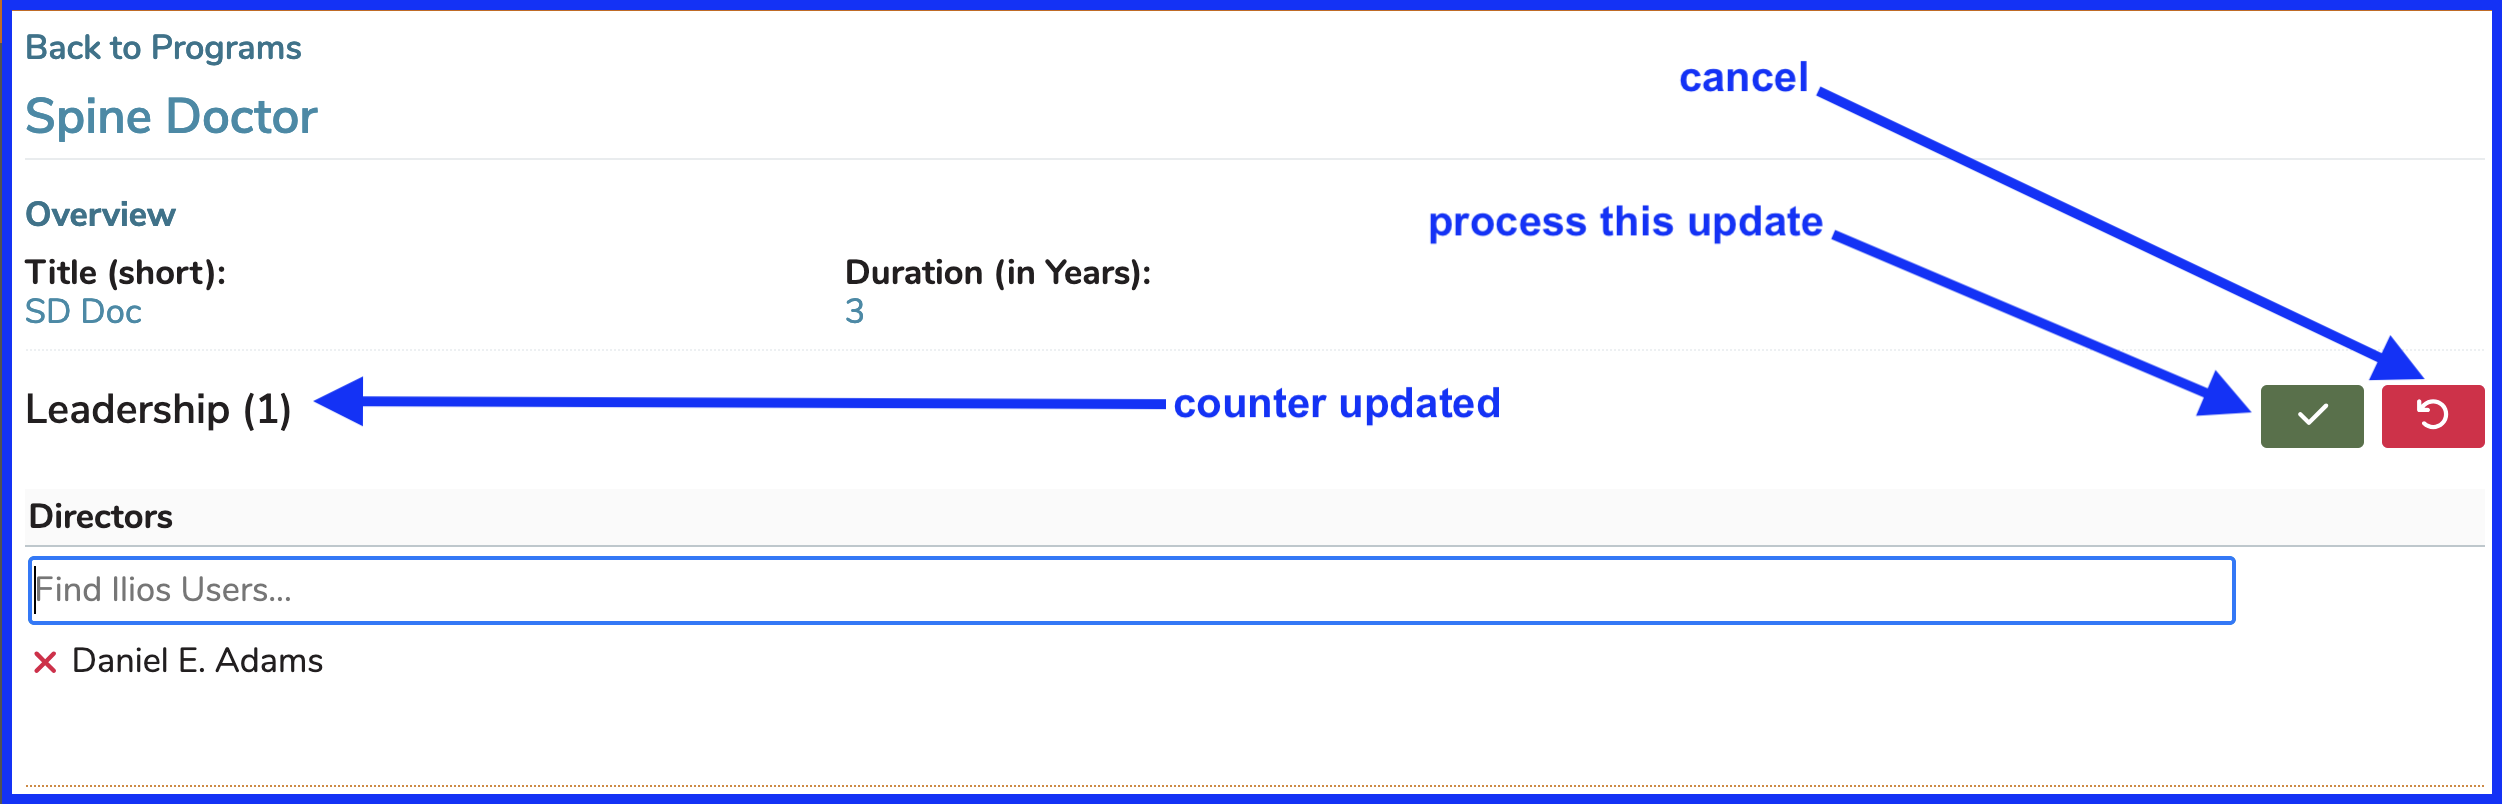 Back to Programs
cancel
Spine Doctor
Overview
process this update
Title (short):
Duration (in Years):
SD Doc
3
Leadership (1)
counter updated
Directors
Find Ilios Users...
Daniel E. Adams